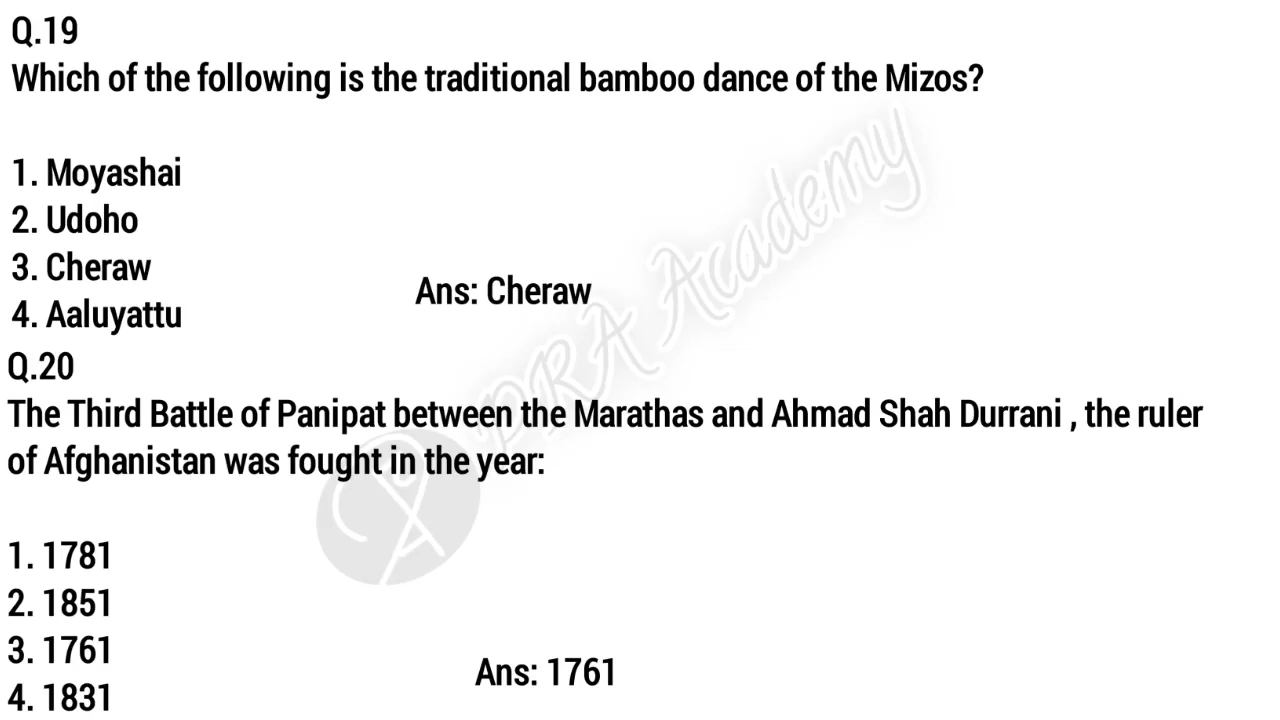 Q.19
Which of the following is the traditional bamboo dance of the Mizos?
1. Moyashai
2. Udoho
3. Cheraw
4. Aaluyattu
Ans: Cheraw
Q.20
The Third Battle of Panipat between the Marathas and Ahmad Shah Durrani , the ruler
of Afghanistan was fought in the year:
1. 1781
2. 1851
3. 1761
4. 1831
Ans: 1761
PRA Academy